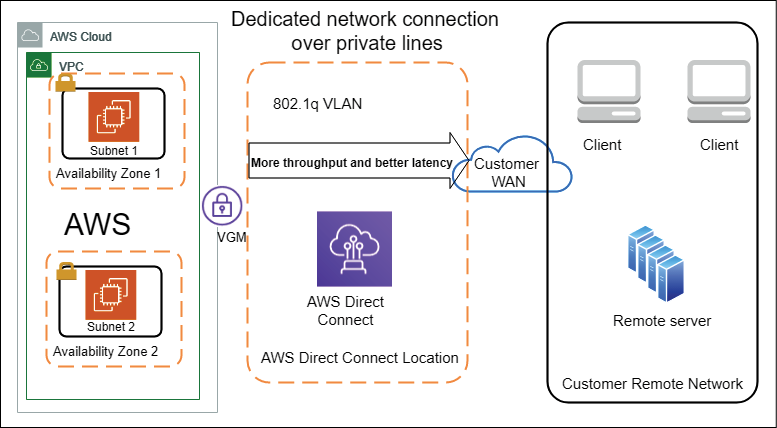 Dedicated network connection
over private lines
AWS Cloud
VPC
Subnet 1
Availability Zone 1
AWS
Subnet 2
Availability Zone 2
VGM
802.1q VLAN
More throughput and better latency
AWS Direct
Connect
AWS Direct Connect Location
Customer
WAN
Client
Client
Remote server
Customer Remote Network